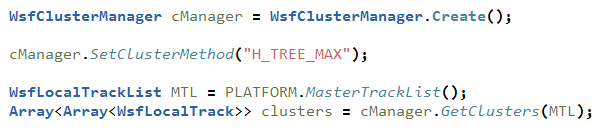 WsfClusterManager cManager = WsfClusterManager.Create();
cManager.SetClusterMethod("H_TREE_MAX");
WsfLocalTrackList MTL = PLATFORM.MasterTrackList();
Array<Array<WsfLocalTrack>> clusters = cManager.GetClusters(MTL);